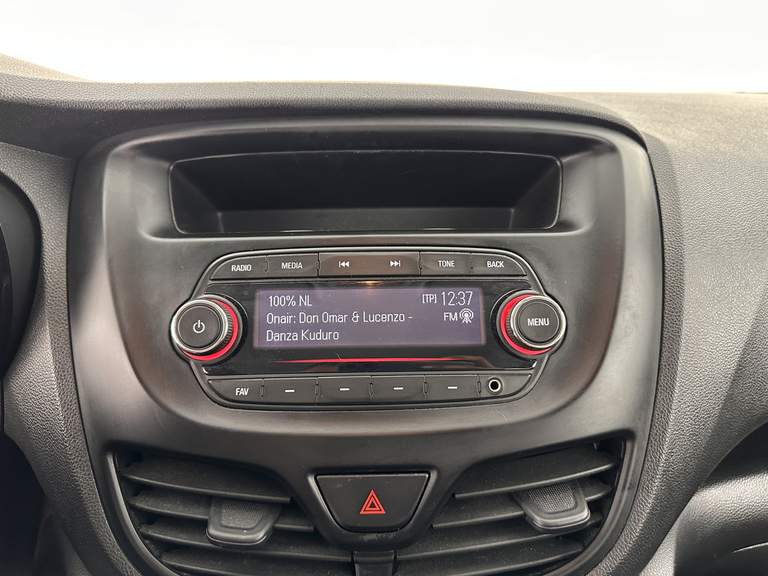 RADIO MEDIA TONE BACK
100% NL [TP] 12:37
Onair: Don Omar & Lucenzo - FM
Danza Kuduro
MENU
FAV